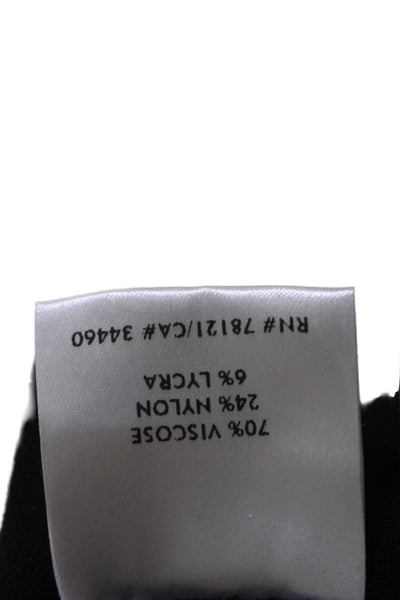 70% VISCOSE
24% NYLON
6% LYCRA
RN# 78121/CA# 34460